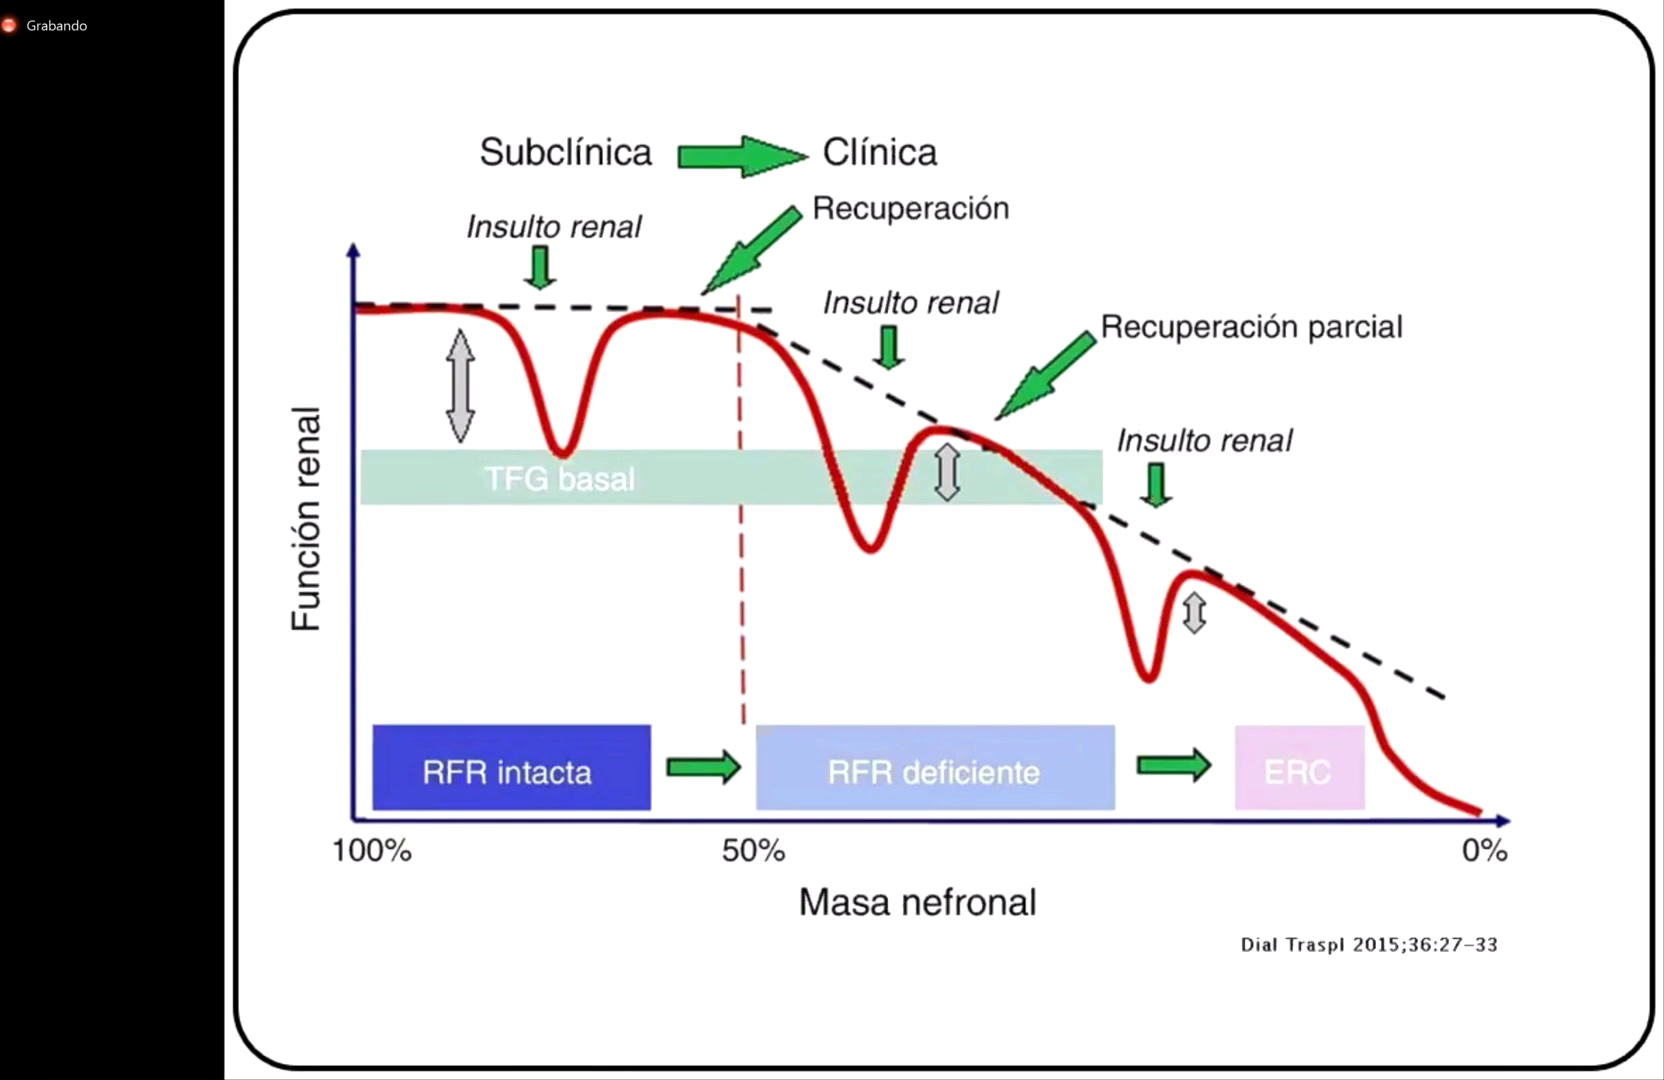 Grabando
Subclínica
Clínica
Recuperación
Insulto renal
Insulto renal
Recuperación parcial
Insulto renal
TFG basal
Función renal
RFR intacta
RFR deficiente
ERC
100%
50%
0%
Masa nefronal
Dial Traspl 2015;36:27–33